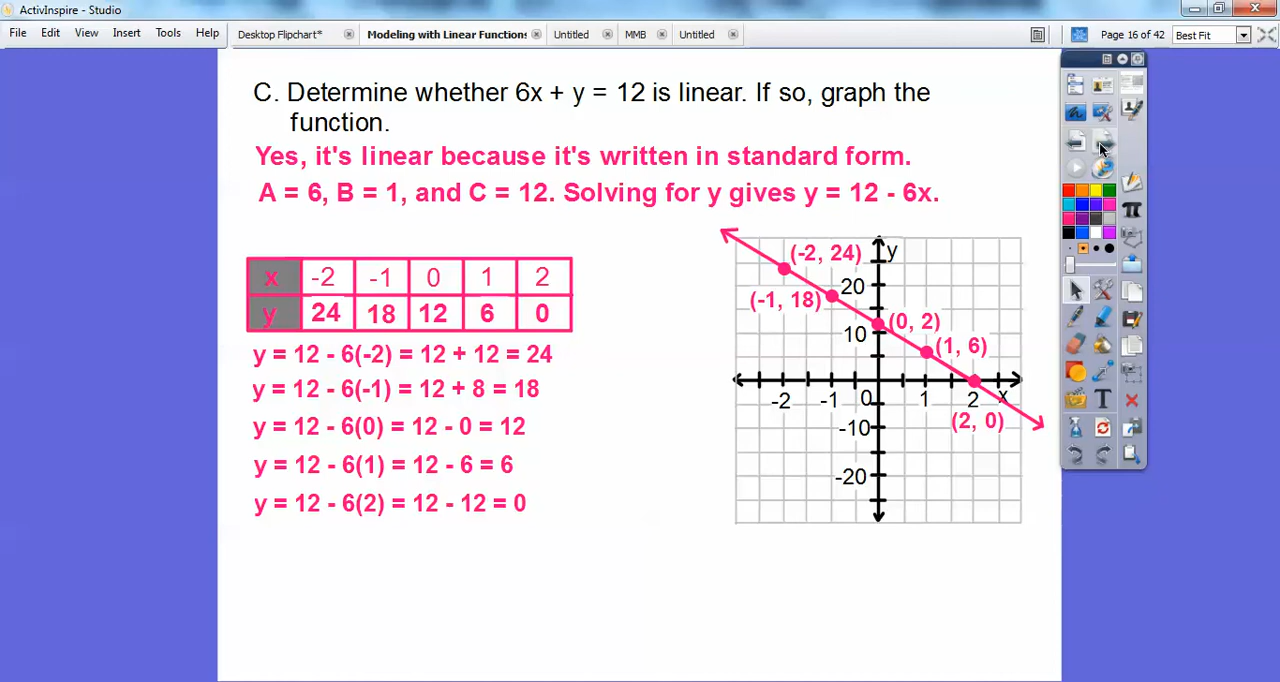 ActivInspire - Studio
File Edit View Insert Tools Help
Desktop Flipchart* Modeling with Linear Functions Untitled MMB Untitled
Page 16 of 42 Best Fit
C. Determine whether 6x + y = 12 is linear. If so, graph the
function.
Yes, it's linear because it's written in standard form.
A = 6, B = 1, and C = 12. Solving for y gives y = 12 - 6x.
x -2 -1 0 1 2
y 24 18 12 6 0
y = 12 - 6(-2) = 12 + 12 = 24
y = 12 - 6(-1) = 12 + 8 = 18
y = 12 - 6(0) = 12 - 0 = 12
y = 12 - 6(1) = 12 - 6 = 6
y = 12 - 6(2) = 12 - 12 = 0
(-2, 24) y
20
(-1, 18)
(0, 2)
10
(1, 6)
-2 -1 0 1 2 x
(2, 0)
-10
-20
π
T